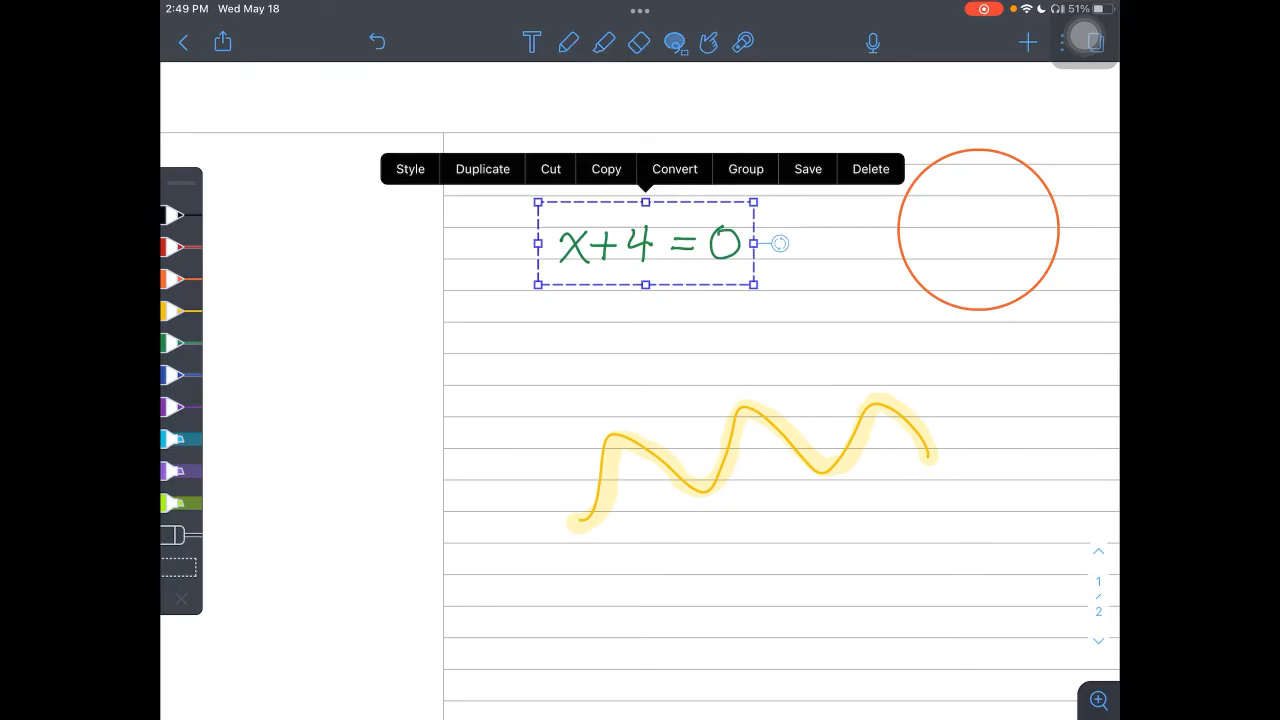 2:49 PM Wed May 18
51%
Style Duplicate Cut Copy Convert Group Save Delete
x+4=0
1
/
2